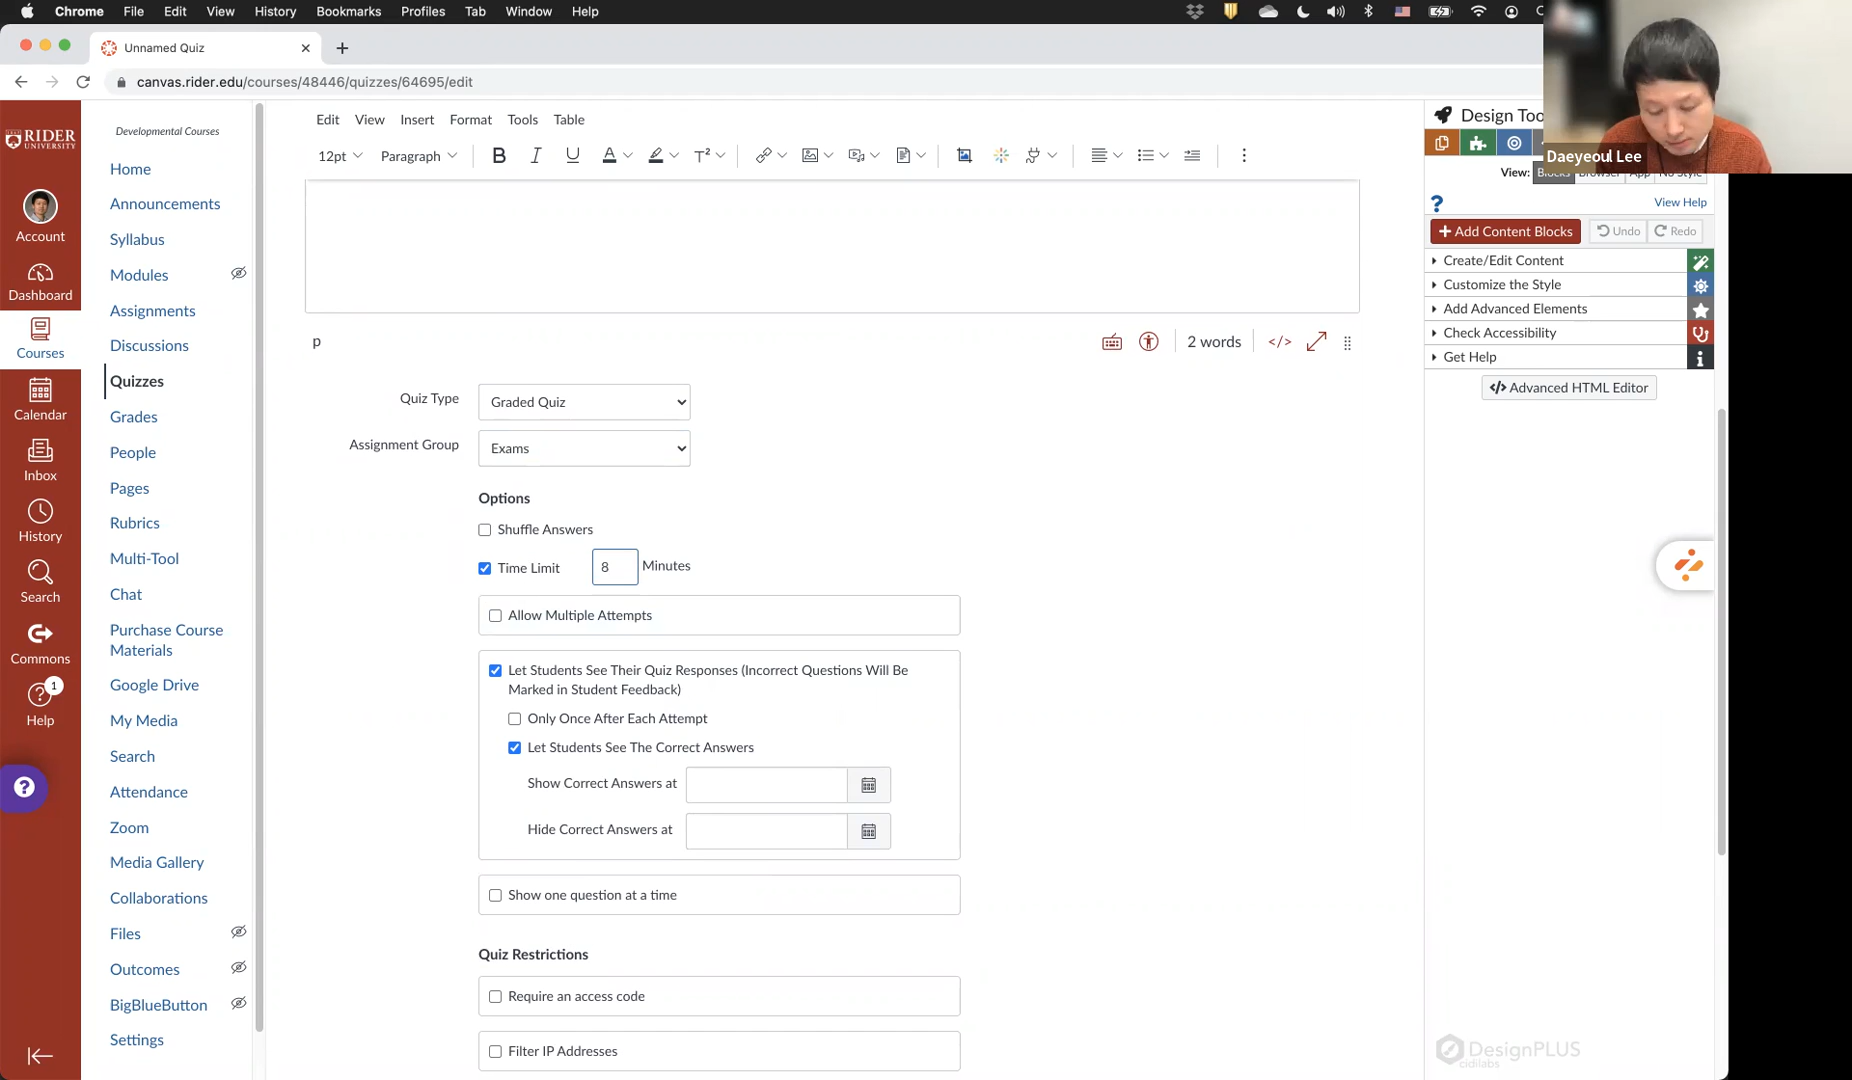 Chrome File Edit View History Bookmarks Profiles Tab Window Help
Unnamed Quiz
canvas.rider.edu/courses/48446/quizzes/64695/edit
Daeyeoul Lee
RIDER
UNIVERSITY
Account
Dashboard
Courses
Calendar
Inbox
History
Search
Commons
1
Help
Developmental Courses
Home
Announcements
Syllabus
Modules
Assignments
Discussions
Quizzes
Grades
People
Pages
Rubrics
Multi-Tool
Chat
Purchase Course
Materials
Google Drive
My Media
Search
Attendance
Zoom
Media Gallery
Collaborations
Files
Outcomes
BigBlueButton
Settings
Edit View Insert Format Tools Table
12pt Paragraph B I U A T²
p
2 words </>
Quiz Type Graded Quiz
Assignment Group Exams
Options
Shuffle Answers
Time Limit 8 Minutes
Allow Multiple Attempts
Let Students See Their Quiz Responses (Incorrect Questions Will Be
Marked in Student Feedback)
Only Once After Each Attempt
Let Students See The Correct Answers
Show Correct Answers at
Hide Correct Answers at
Show one question at a time
Quiz Restrictions
Require an access code
Filter IP Addresses
Design Too
View: Blocks Browser App No Style
? View Help
+ Add Content Blocks Undo Redo
Create/Edit Content
Customize the Style
Add Advanced Elements
Check Accessibility
Get Help
</> Advanced HTML Editor
DesignPLUS
cidilabs